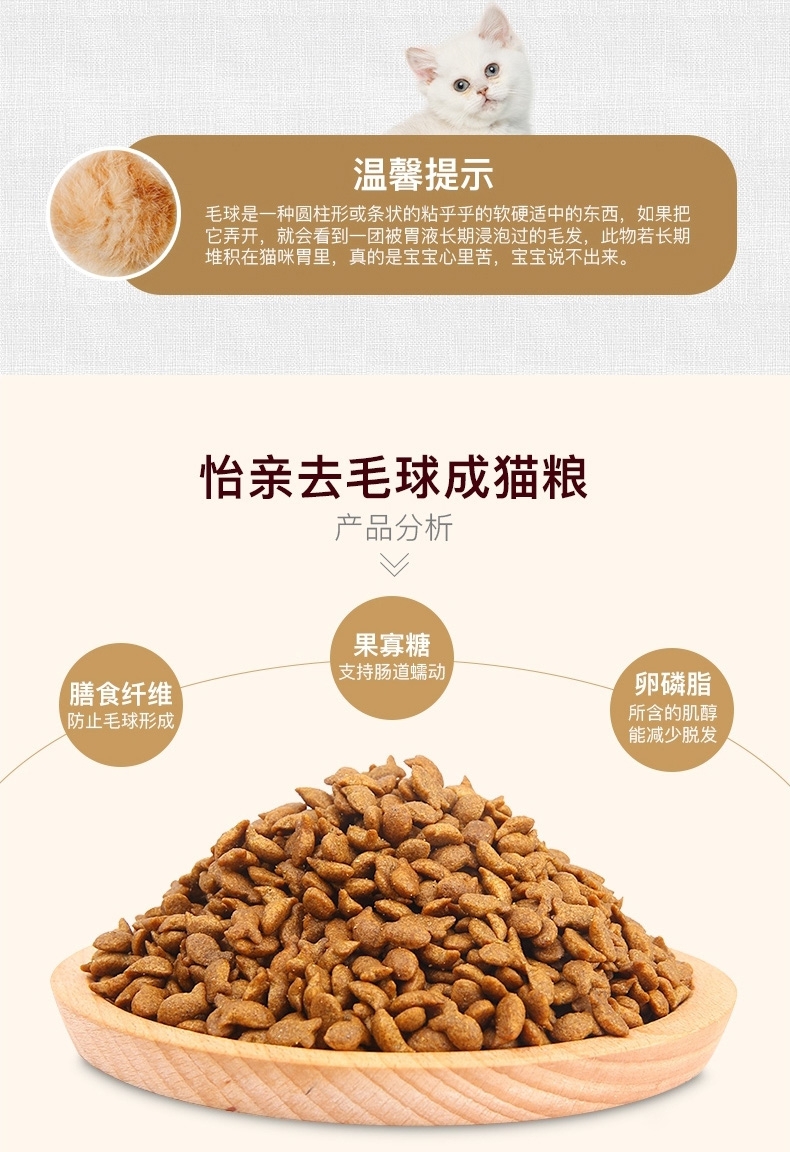 温馨提示
毛球是一种圆柱形或条状的粘乎乎的软硬适中的东西，如果把
它弄开，就会看到一团被胃液长期浸泡过的毛发，此物若长期
堆积在猫咪胃里，真的是宝宝心里苦，宝宝说不出来。
怡亲去毛球成猫粮
产品分析
果寡糖
支持肠道蠕动
膳食纤维
防止毛球形成
卵磷脂
所含的肌醇
能减少脱发